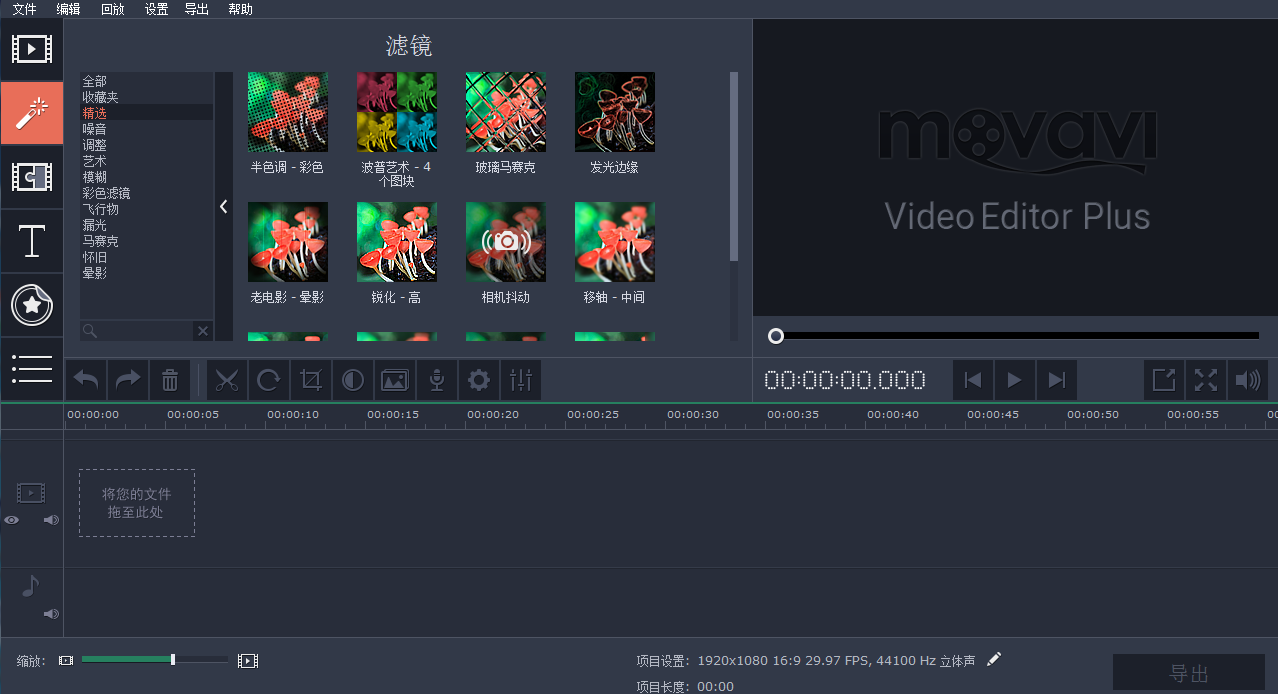 文件 编辑 回放 设置 导出 帮助
滤镜
全部
收藏夹
精选
噪音
调整
艺术
模糊
彩色滤镜
飞行物
漏光
马赛克
怀旧
晕影
半色调 - 彩色
波普艺术 - 4
个图块
玻璃马赛克
发光边缘
老电影 - 晕影
锐化 - 高
相机抖动
移轴 - 中间
movavi
Video Editor Plus
00:00:00.000
00:00:00 00:00:05 00:00:10 00:00:15 00:00:20 00:00:25 00:00:30 00:00:35 00:00:40 00:00:45 00:00:50 00:00:55 00
将您的文件
拖至此处
缩放:
项目设置: 1920x1080 16:9 29.97 FPS, 44100 Hz 立体声
项目长度: 00:00
导出